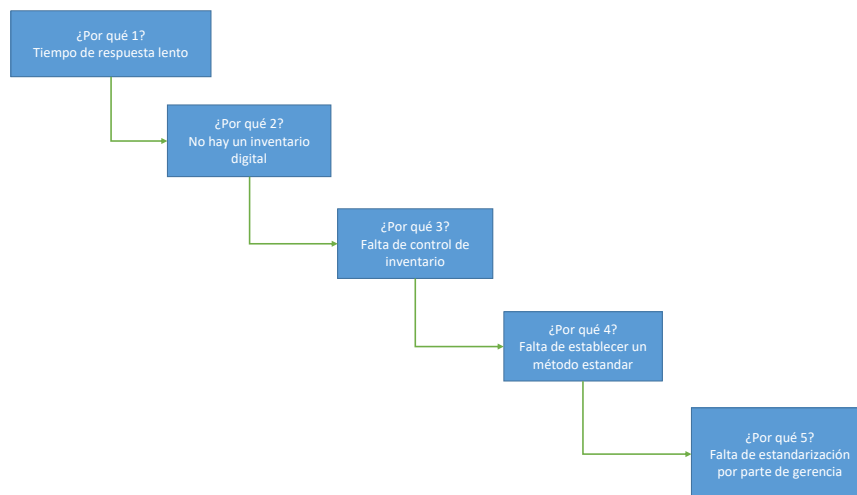 ¿Por qué 1?
Tiempo de respuesta lento
¿Por qué 2?
No hay un inventario
digital
¿Por qué 3?
Falta de control de
inventario
¿Por qué 4?
Falta de establecer un
método estandar
¿Por qué 5?
Falta de estandarización
por parte de gerencia